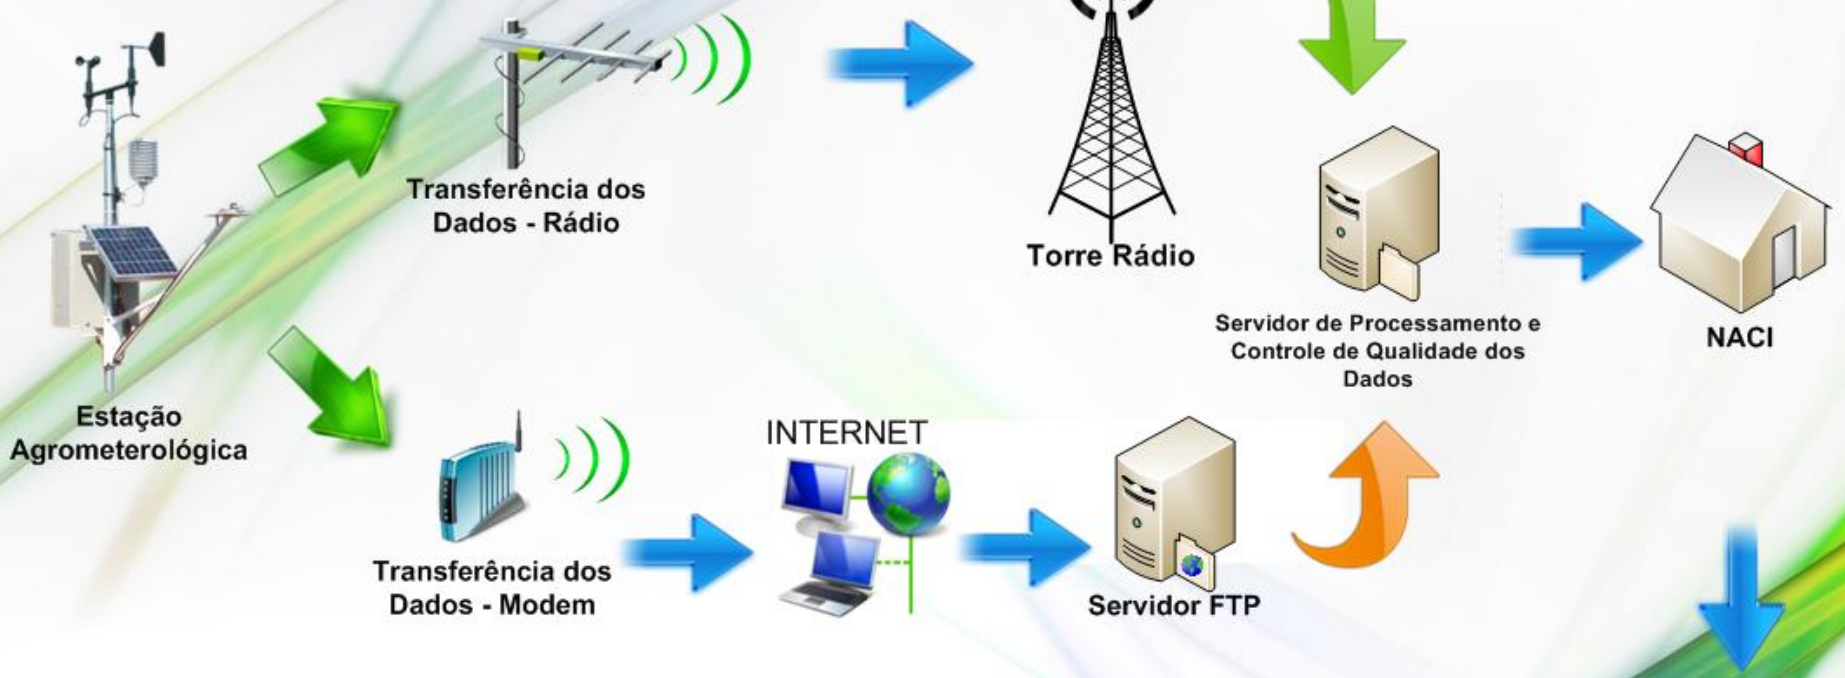 Transferência dos
Dados - Rádio
Torre Rádio
Servidor de Processamento e
Controle de Qualidade dos
Dados
NACI
Estação
Agrometerológica
INTERNET
Transferência dos
Dados - Modem
Servidor FTP